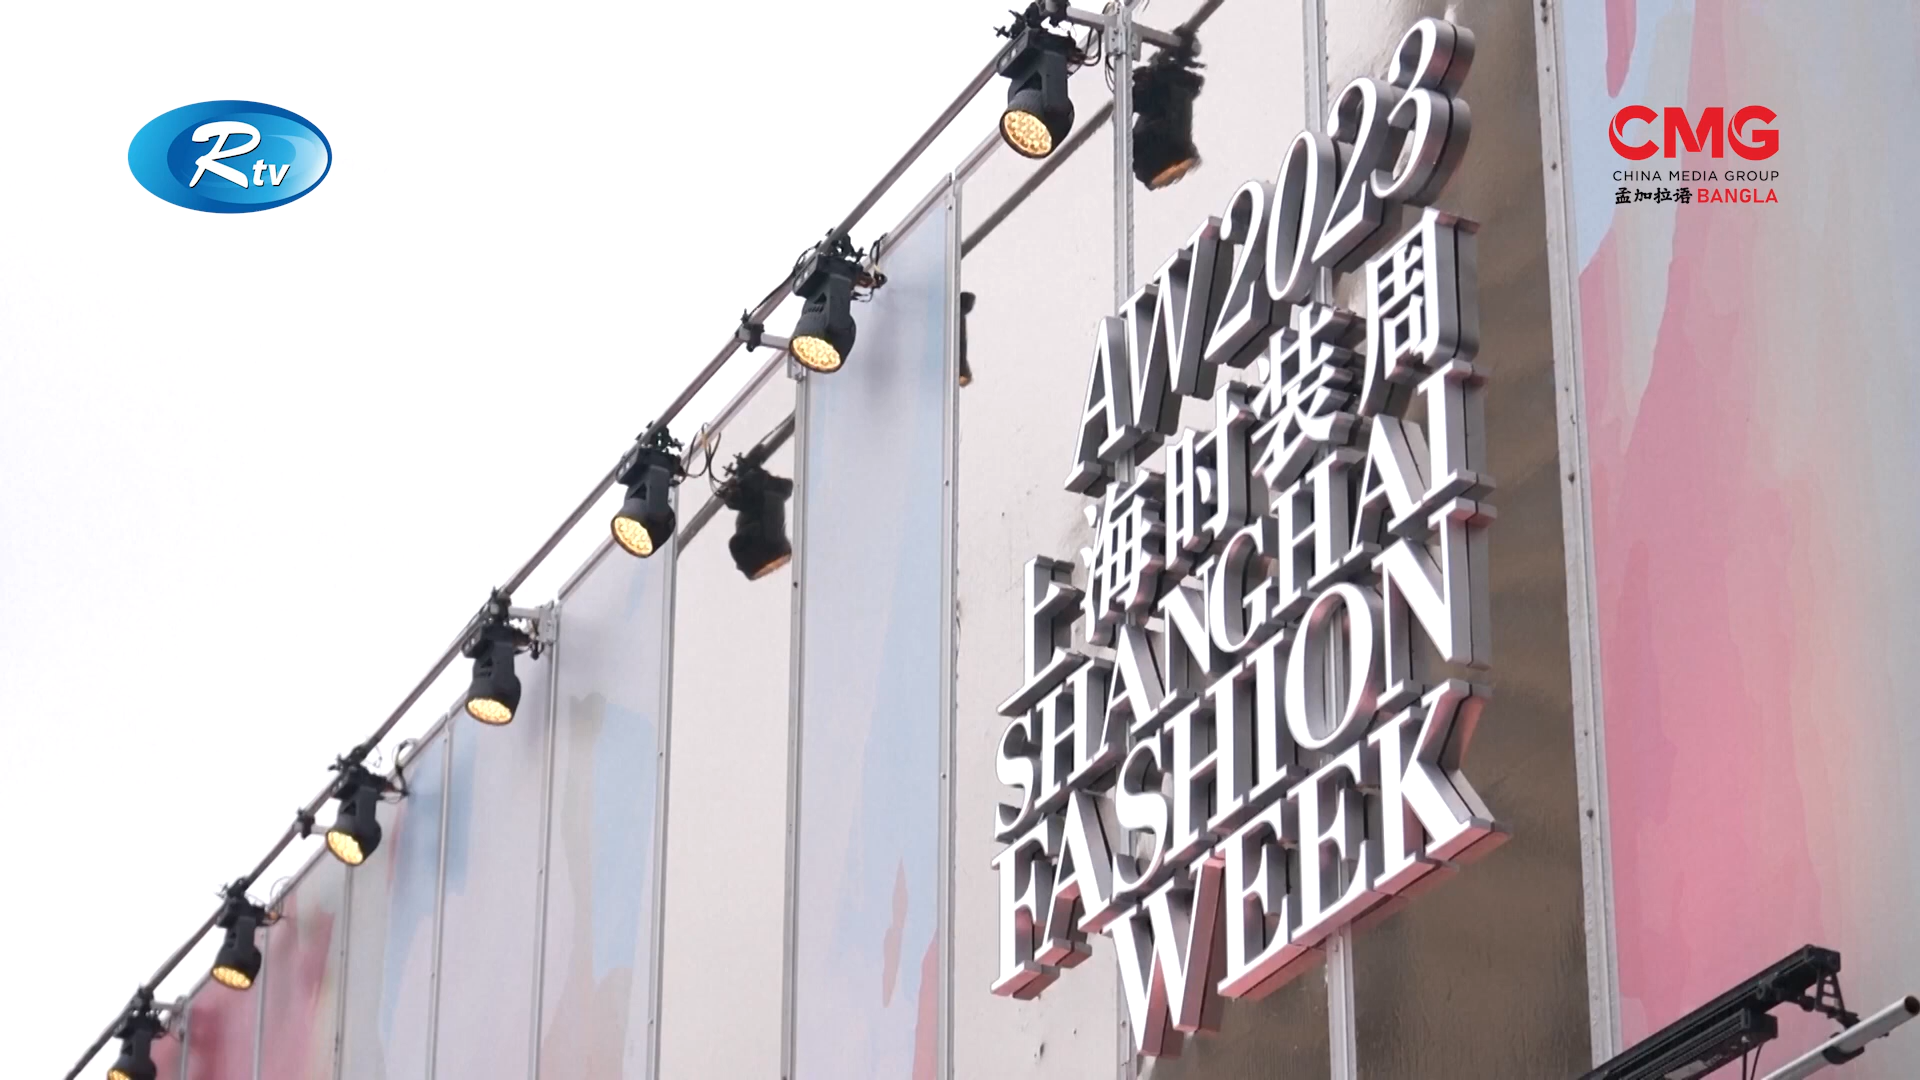 Rtv
CMG
CHINA MEDIA GROUP
孟加拉语 BANGLA
AW2023
上海时装周
SHANGHAI
FASHION
WEEK